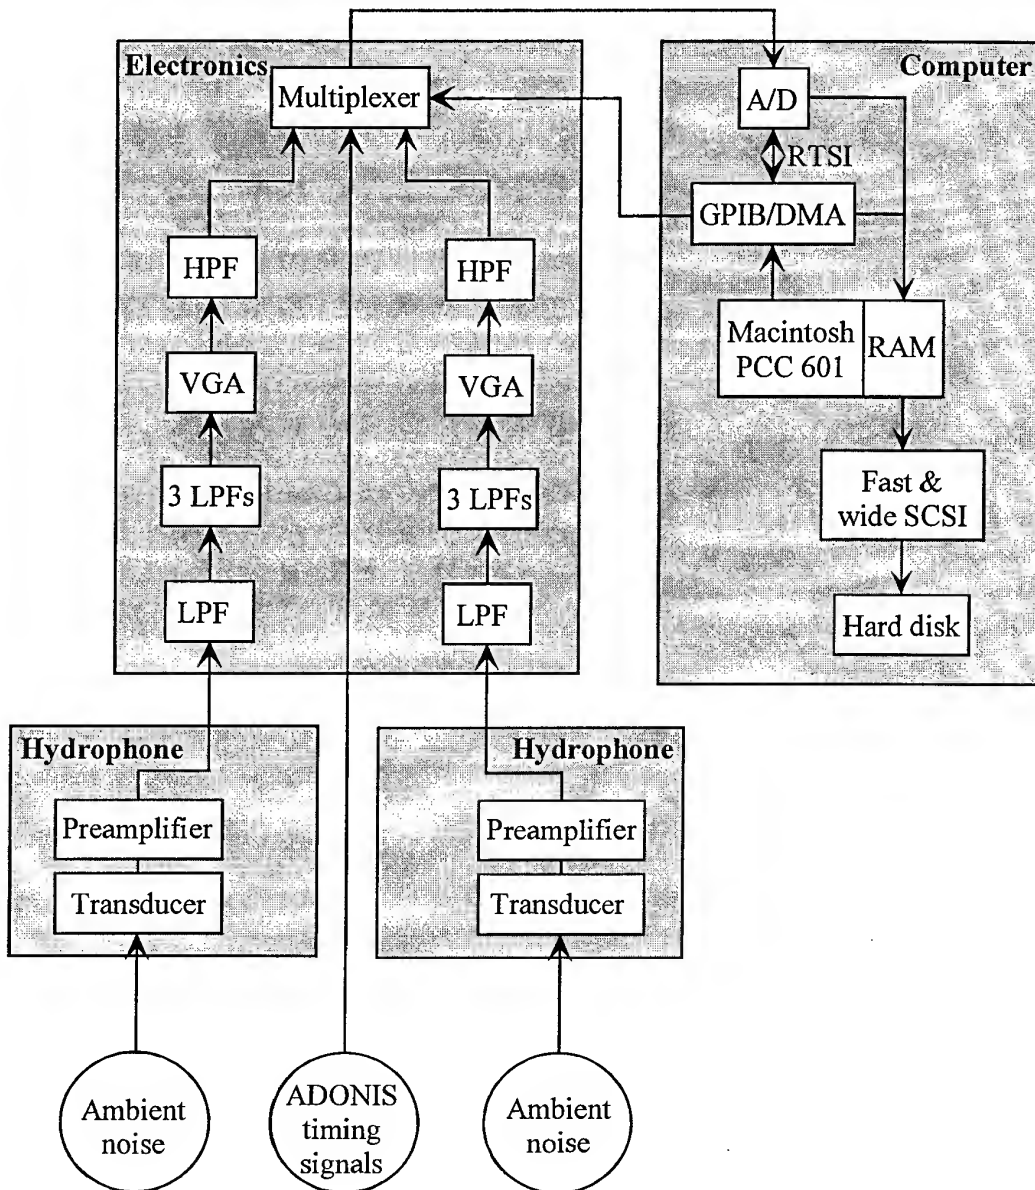 Electronics
Multiplexer
HPF
HPF
VGA
VGA
3 LPFs
3 LPFs
LPF
LPF
Computer
A/D
RTSI
GPIB/DMA
Macintosh
PCC 601
RAM
Fast &
wide SCSI
Hard disk
Hydrophone
Preamplifier
Transducer
Hydrophone
Preamplifier
Transducer
Ambient
noise
ADONIS
timing
signals
Ambient
noise